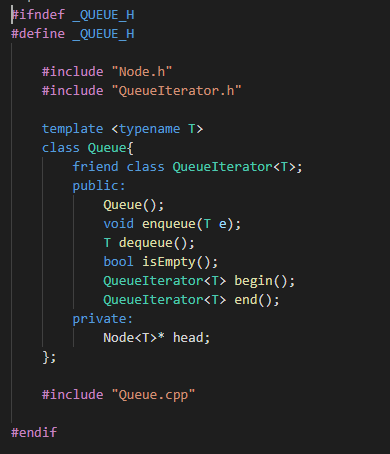 #ifndef _QUEUE_H
#define _QUEUE_H
#include "Node.h"
#include "QueueIterator.h"
template <typename T>
class Queue{
friend class QueueIterator<T>;
public:
Queue();
void enqueue(T e);
T dequeue();
bool isEmpty();
QueueIterator<T> begin();
QueueIterator<T> end();
private:
Node<T>* head;
};
#include "Queue.cpp"
#endif